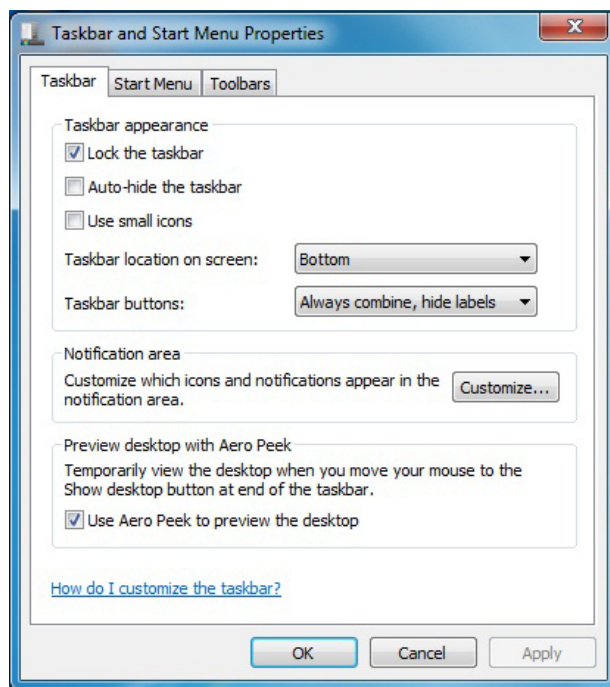 Taskbar and Start Menu Properties
Taskbar
Start Menu
Toolbars
Taskbar appearance
Lock the taskbar
Auto-hide the taskbar
Use small icons
Taskbar location on screen:
Bottom
Taskbar buttons:
Always combine, hide labels
Notification area
Customize which icons and notifications appear in the
notification area.
Customize...
Preview desktop with Aero Peek
Temporarily view the desktop when you move your mouse to the
Show desktop button at end of the taskbar.
Use Aero Peek to preview the desktop
How do I customize the taskbar?
OK
Cancel
Apply